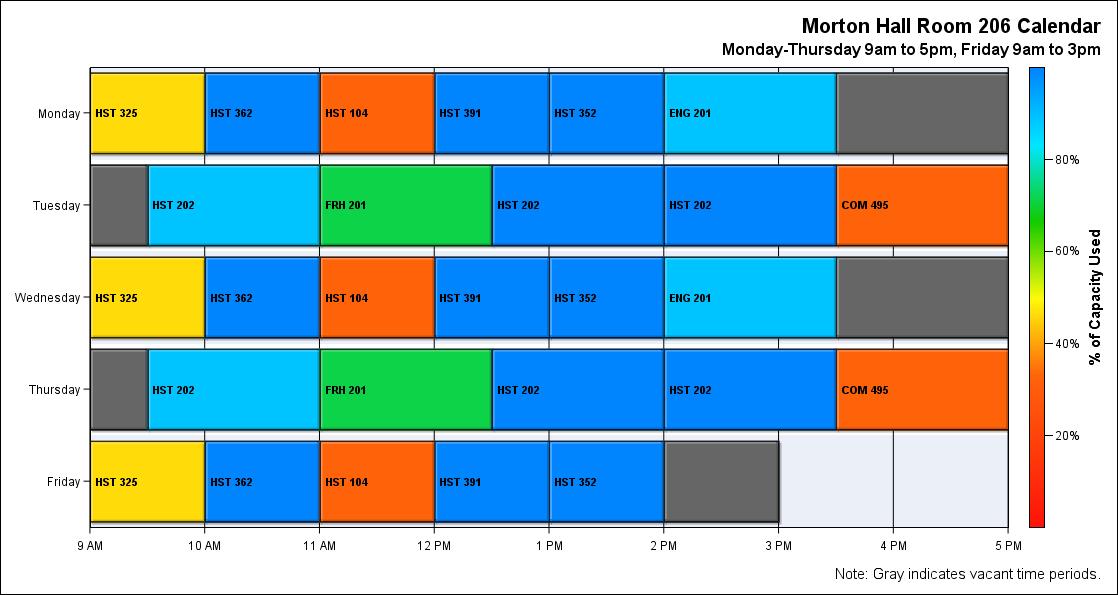 Morton Hall Room 206 Calendar
Monday-Thursday 9am to 5pm, Friday 9am to 3pm
Monday HST 325 HST 362 HST 104 HST 391 HST 352 ENG 201
Tuesday HST 202 FRH 201 HST 202 HST 202 COM 495
Wednesday HST 325 HST 362 HST 104 HST 391 HST 352 ENG 201
Thursday HST 202 FRH 201 HST 202 HST 202 COM 495
Friday HST 325 HST 362 HST 104 HST 391 HST 352
9 AM 10 AM 11 AM 12 PM 1 PM 2 PM 3 PM 4 PM 5 PM
80%
60%
40%
20%
% of Capacity Used
Note: Gray indicates vacant time periods.